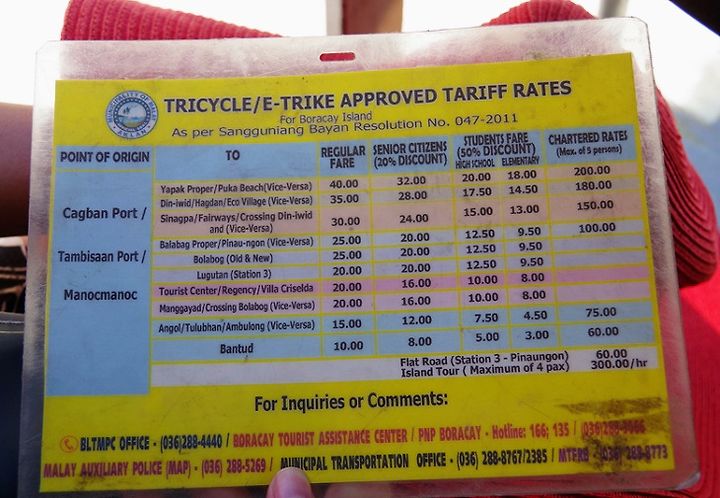 MUNICIPALITY OF MALAY
AKLAN
TRICYCLE/E-TRIKE APPROVED TARIFF RATES
For Boracay Island
As per Sangguniang Bayan Resolution No. 047-2011
POINT OF ORIGIN TO REGULAR FARE SENIOR CITIZENS (20% DISCOUNT) STUDENTS FARE (50% DISCOUNT) HIGH SCHOOL ELEMENTARY CHARTERED RATES (Max. of 5 persons)
Cagban Port /
Tambisaan Port /
Manocmanoc
Yapak Proper/Puka Beach(Vice-Versa) 40.00 32.00 20.00 18.00 200.00
Din-iwid/Hagdan/Eco Village (Vice-Versa) 35.00 28.00 17.50 14.50 180.00
Sinagpa/Fairways/Crossing Din-iwid
and (Vice-Versa) 30.00 24.00 15.00 13.00 150.00
Balabag Proper/Pinau-ngon (Vice-Versa) 25.00 20.00 12.50 9.50 100.00
Bolabog (Old & New) 25.00 20.00 12.50 9.50
Lugutan (Station 3) 20.00 20.00 12.50 9.50
Tourist Center/Regency/Villa Criselda 20.00 16.00 10.00 8.00
Manggayad/Crossing Bolabog (Vice-Versa) 20.00 16.00 10.00 8.00
Angol/Tulubhan/Ambulong (Vice-Versa) 15.00 12.00 7.50 4.50 75.00
Bantud 10.00 8.00 5.00 3.00 60.00
Flat Road (Station 3 - Pinaungon) 60.00
Island Tour ( Maximum of 4 pax) 300.00/hr
For Inquiries or Comments:
BLTMPC OFFICE - (036)288-4440 / BORACAY TOURIST ASSISTANCE CENTER / PNP BORACAY - Hotline: 166; 135 / (036)288-
MALAY AUXILIARY POLICE (MAP) - (036) 288-5269 / MUNICIPAL TRANSPORTATION OFFICE - (036) 288-8767/2385 / MTFRB - (036) 288-8773